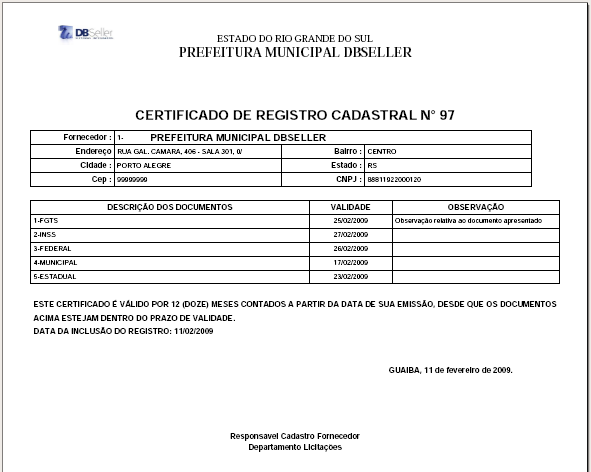 DBSeller
ESTADO DO RIO GRANDE DO SUL
PREFEITURA MUNICIPAL DBSELLER
CERTIFICADO DE REGISTRO CADASTRAL N° 97
Fornecedor : 1- PREFEITURA MUNICIPAL DBSELLER
Endereço RUA GAL. CAMARA, 406 - SALA 301, 0/ Bairro : CENTRO
Cidade : PORTO ALEGRE Estado : RS
Cep : 99999999 CNPJ : 88811922000120
DESCRIÇÃO DOS DOCUMENTOS VALIDADE OBSERVAÇÃO
1-FGTS 25/02/2009 Observação relativa ao documento apresentado
2-INSS 27/02/2009
3-FEDERAL 26/02/2009
4-MUNICIPAL 17/02/2009
5-ESTADUAL 23/02/2009
ESTE CERTIFICADO É VÁLIDO POR 12 (DOZE) MESES CONTADOS A PARTIR DA DATA DE SUA EMISSÃO, DESDE QUE OS DOCUMENTOS
ACIMA ESTEJAM DENTRO DO PRAZO DE VALIDADE.
DATA DA INCLUSÃO DO REGISTRO: 11/02/2009
GUAIBA, 11 de fevereiro de 2009.
Responsavel Cadastro Fornecedor
Departamento Licitações